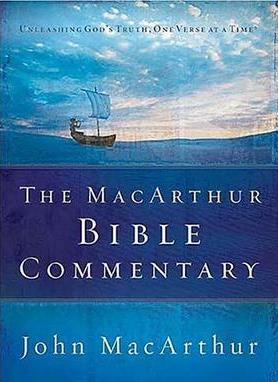 UNLEASHING GOD'S TRUTH, ONE VERSE AT A TIME®
THE MACARTHUR
BIBLE
COMMENTARY
John MacArthur